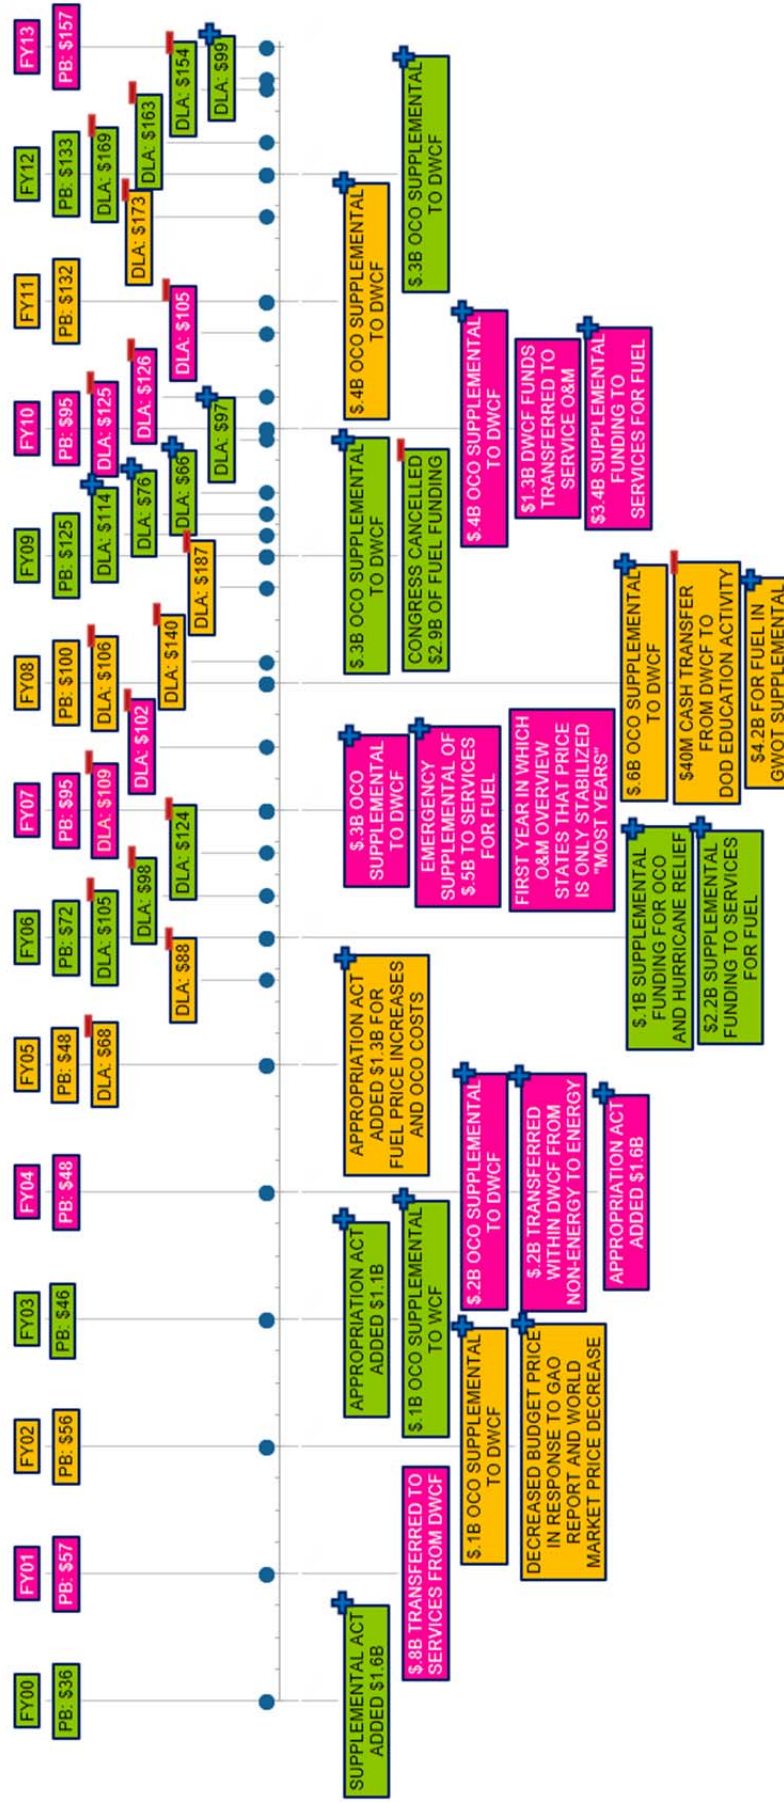 FY00
PB: $36
FY01
PB: $57
FY02
PB: $56
FY03
PB: $46
FY04
PB: $48
FY05
PB: $48
DLA: $68
DLA: $88
FY06
PB: $72
DLA: $105
DLA: $98
DLA: $124
FY07
PB: $95
DLA: $109
DLA: $102
FY08
PB: $100
DLA: $106
DLA: $140
DLA: $187
FY09
PB: $125
DLA: $114
DLA: $76
DLA: $66
DLA: $97
FY10
PB: $95
DLA: $125
DLA: $126
DLA: $105
FY11
PB: $132
DLA: $173
FY12
PB: $133
DLA: $169
DLA: $163
DLA: $154
DLA: $99
FY13
PB: $157
SUPPLEMENTAL ACT
ADDED $1.6B
$.8B TRANSFERRED TO
SERVICES FROM DWCF
$.1B OCO SUPPLEMENTAL
TO DWCF
DECREASED BUDGET PRICE
IN RESPONSE TO GAO
REPORT AND WORLD
MARKET PRICE DECREASE
APPROPRIATION ACT
ADDED $1.1B
$.1B OCO SUPPLEMENTAL
TO WCF
$.2B OCO SUPPLEMENTAL
TO DWCF
$.2B TRANSFERRED
WITHIN DWCF FROM
NON-ENERGY TO ENERGY
APPROPRIATION ACT
ADDED $1.6B
APPROPRIATION ACT
ADDED $1.3B FOR
FUEL PRICE INCREASES
AND OCO COSTS
$.1B SUPPLEMENTAL
FUNDING FOR OCO
AND HURRICANE RELIEF
$2.2B SUPPLEMENTAL
FUNDING TO SERVICES
FOR FUEL
$.3B OCO
SUPPLEMENTAL
TO DWCF
EMERGENCY
SUPPLEMENTAL OF
$.5B TO SERVICES
FOR FUEL
FIRST YEAR IN WHICH
O&M OVERVIEW
STATES THAT PRICE
IS ONLY STABILIZED
"MOST YEARS"
$.6B OCO SUPPLEMENTAL
TO DWCF
$40M CASH TRANSFER
FROM DWCF TO
DOD EDUCATION ACTIVITY
$4.2B FOR FUEL IN
GWOT SUPPLEMENTAL
$.3B OCO SUPPLEMENTAL
TO DWCF
CONGRESS CANCELLED
$2.9B OF FUEL FUNDING
$.4B OCO SUPPLEMENTAL
TO DWCF
$1.3B DWCF FUNDS
TRANSFERRED TO
SERVICE O&M
$3.4B SUPPLEMENTAL
FUNDING TO
SERVICES FOR FUEL
$.4B OCO SUPPLEMENTAL
TO DWCF
$.3B OCO SUPPLEMENTAL
TO DWCF